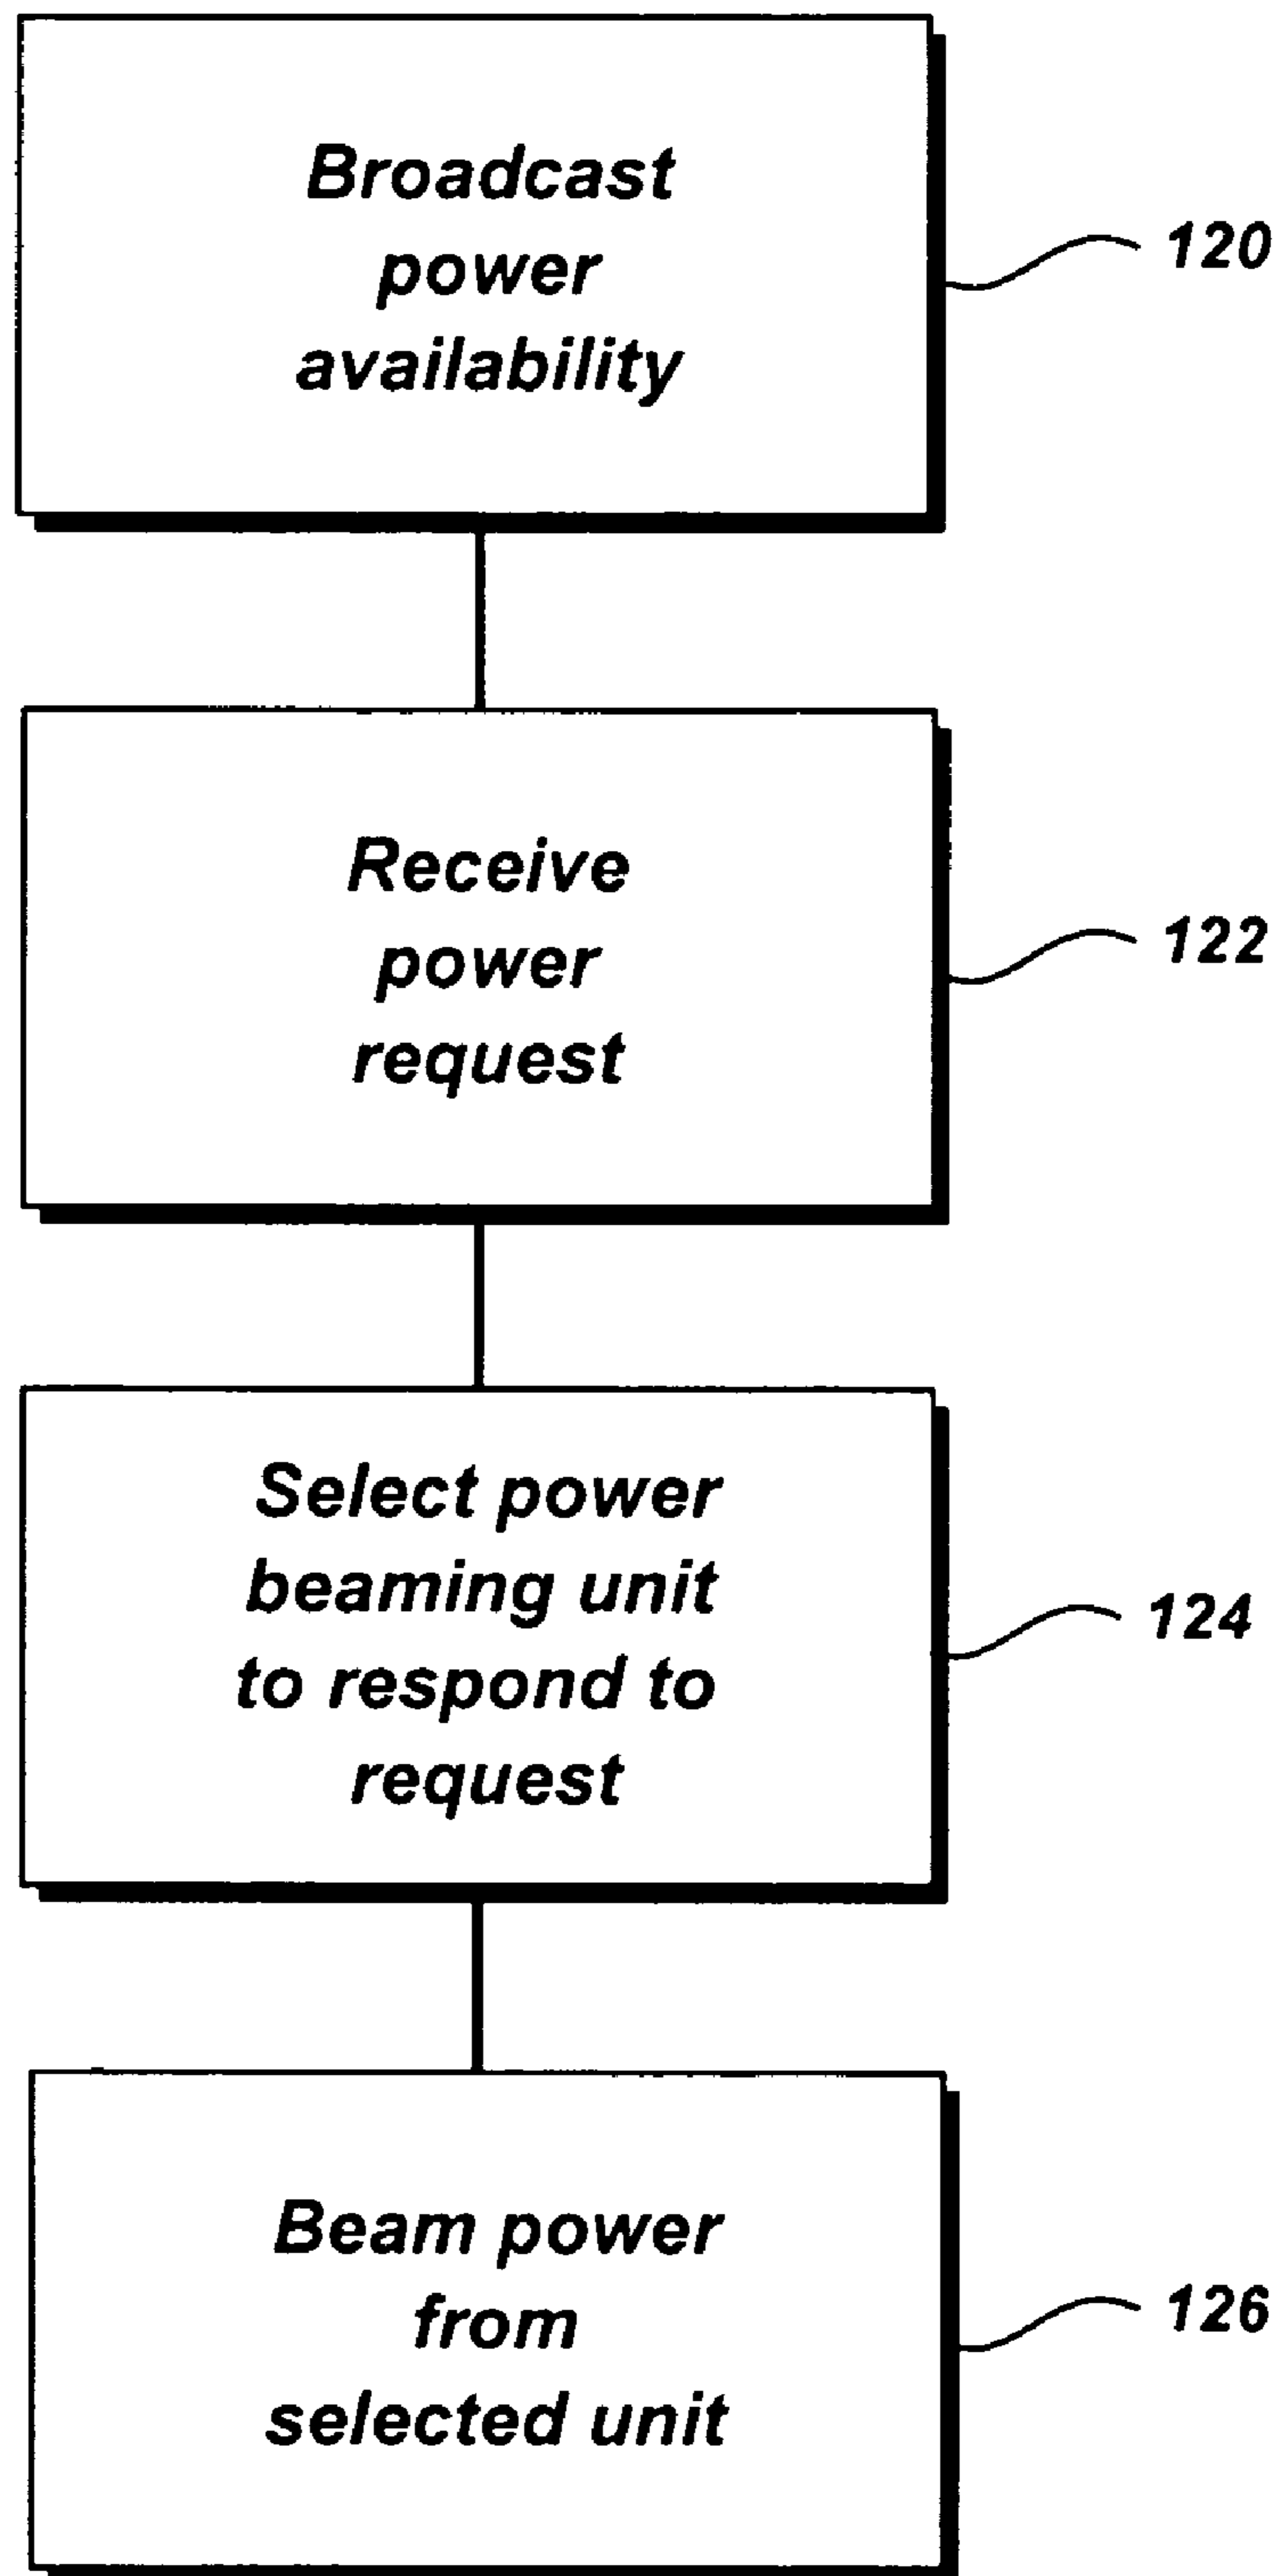 Broadcast
power
availability
120
Receive
power
request
122
Select power
beaming unit
to respond to
request
124
Beam power
from
selected unit
126